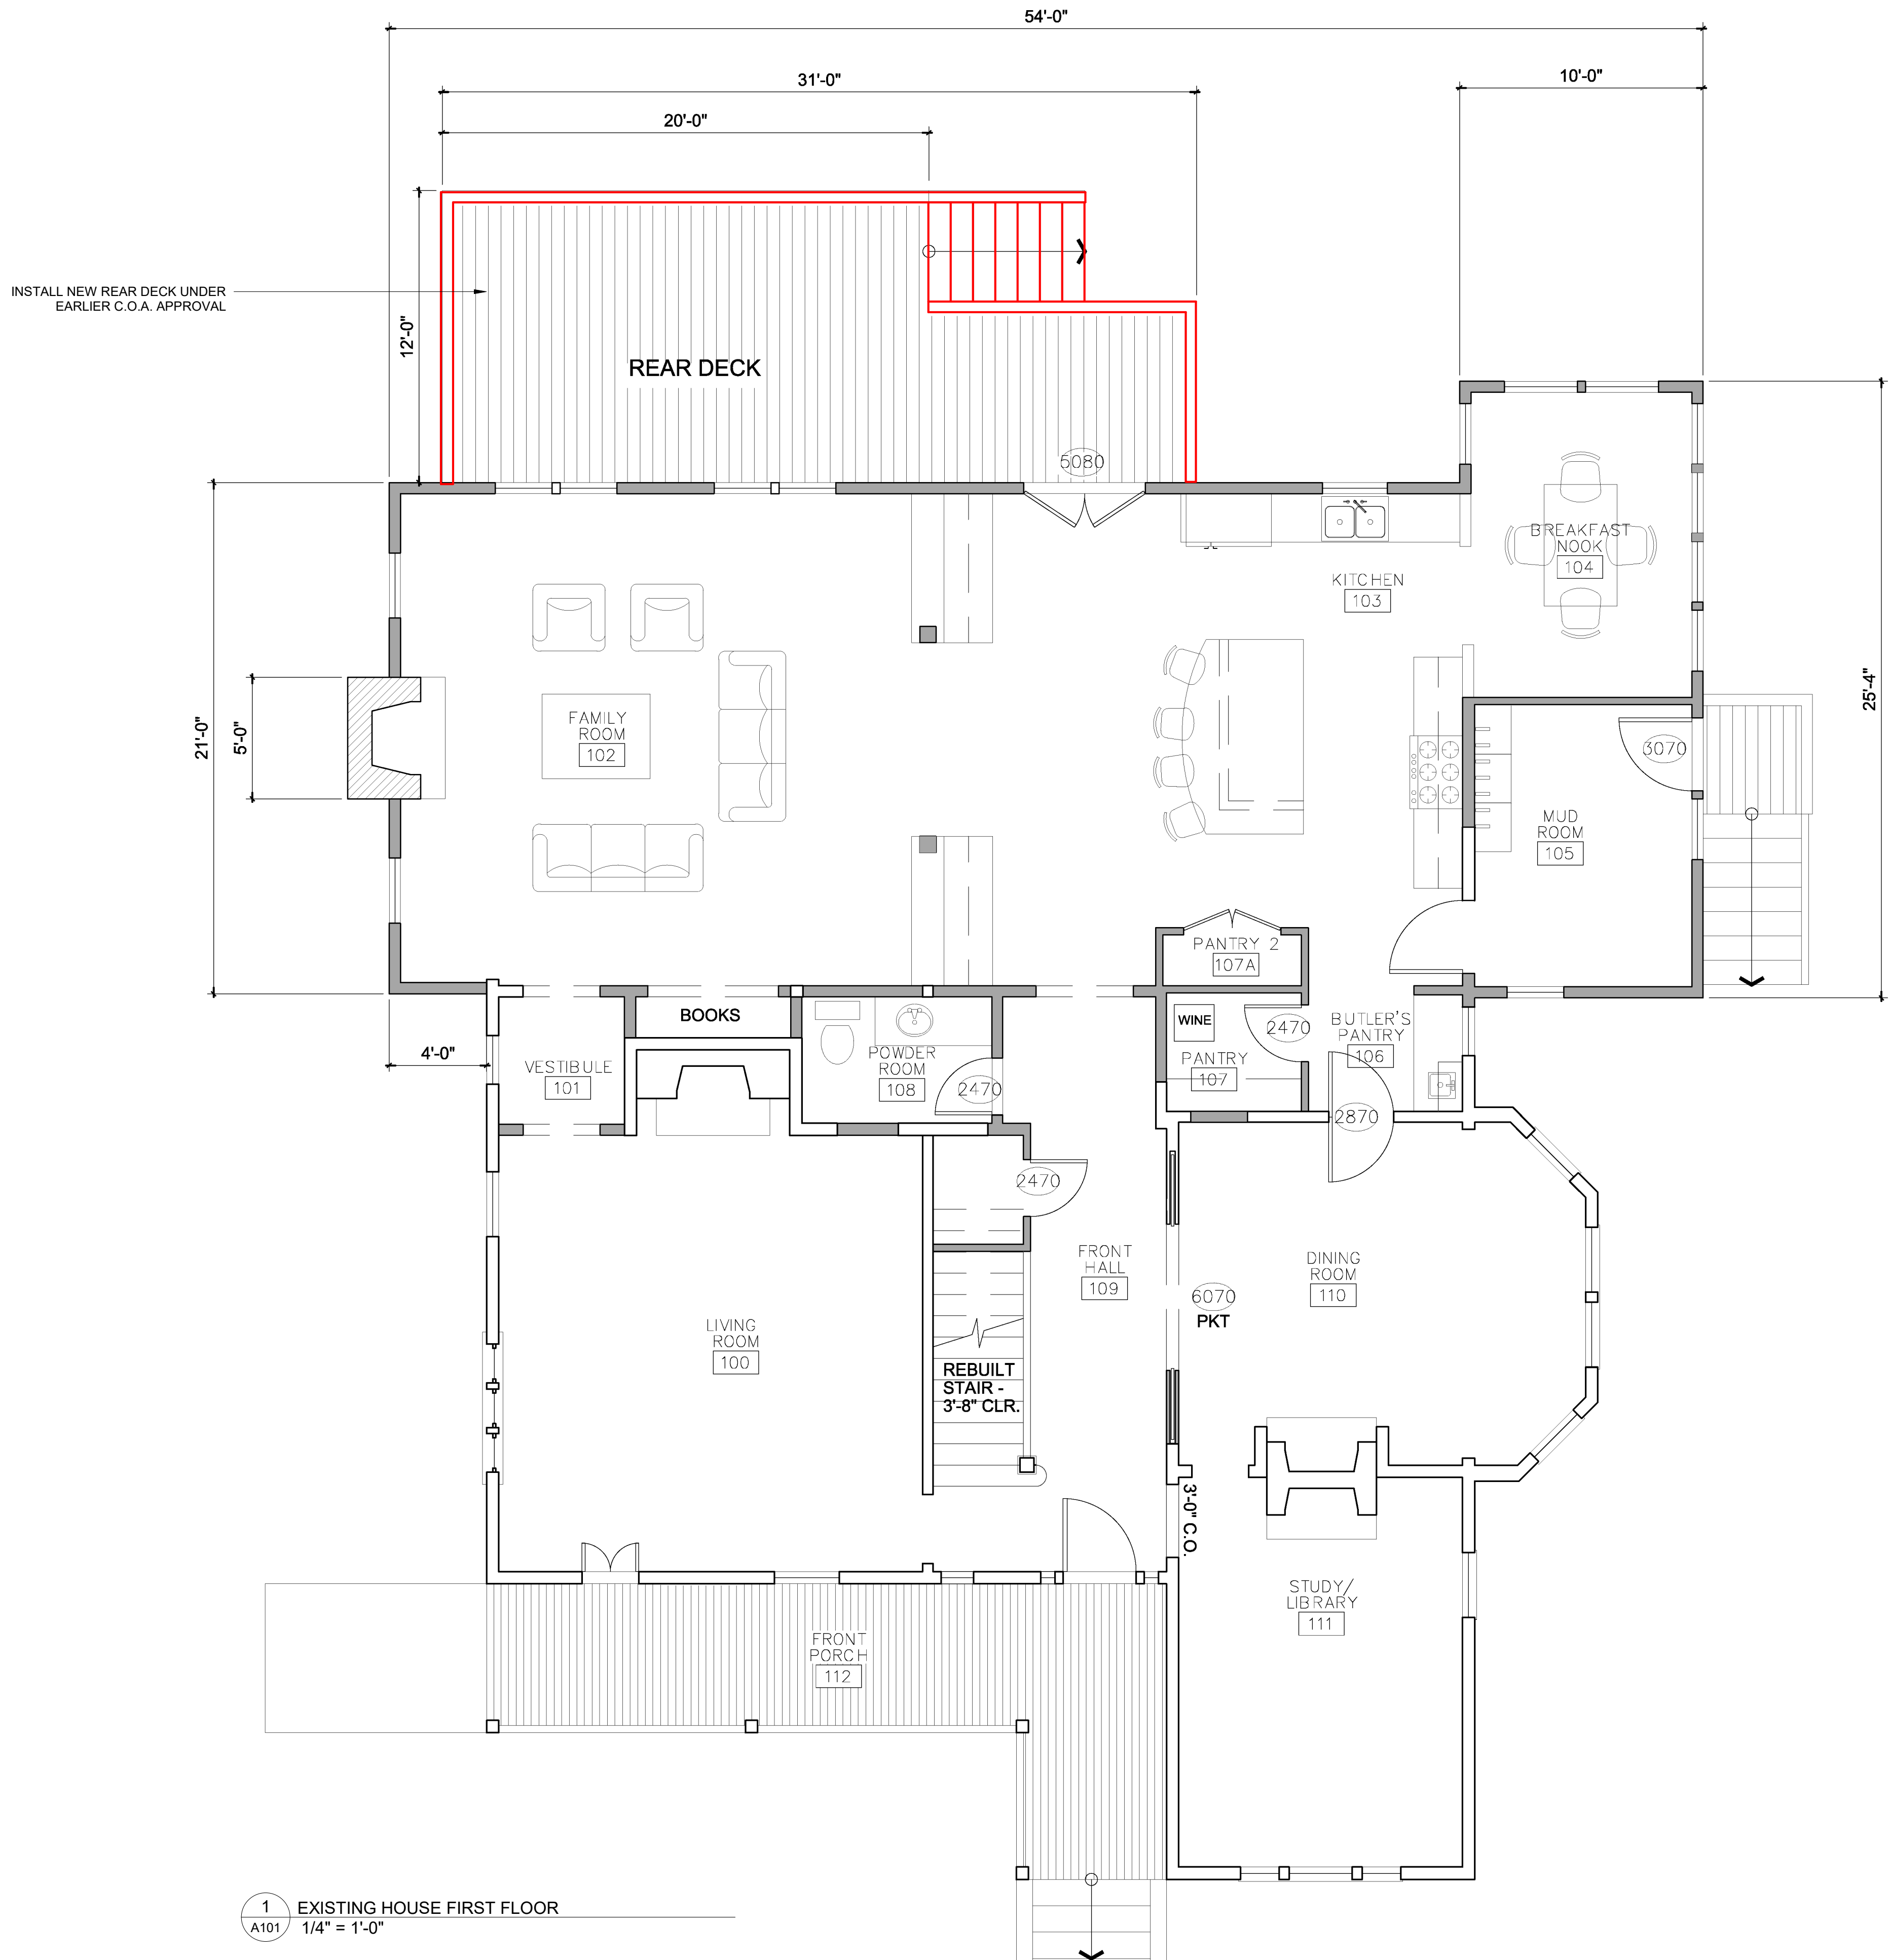 54'-0"
31'-0"
10'-0"
20'-0"
12'-0"
INSTALL NEW REAR DECK UNDER
EARLIER C.O.A. APPROVAL
REAR DECK
5080
BREAKFAST
NOOK
104
KITCHEN
103
21'-0"
5'-0"
25'-4"
FAMILY
ROOM
102
3070
MUD
ROOM
105
PANTRY 2
107A
BOOKS
WINE
2470
BUTLER'S
PANTRY
106
4'-0"
VESTIBULE
101
POWDER
ROOM
108
2470
PANTRY
107
2870
2470
FRONT
HALL
109
DINING
ROOM
110
6070
PKT
LIVING
ROOM
100
REBUILT
STAIR -
3'-8" CLR.
3'-0" C.O.
STUDY/
LIBRARY
111
FRONT
PORCH
112
1
A101
EXISTING HOUSE FIRST FLOOR
1/4" = 1'-0"